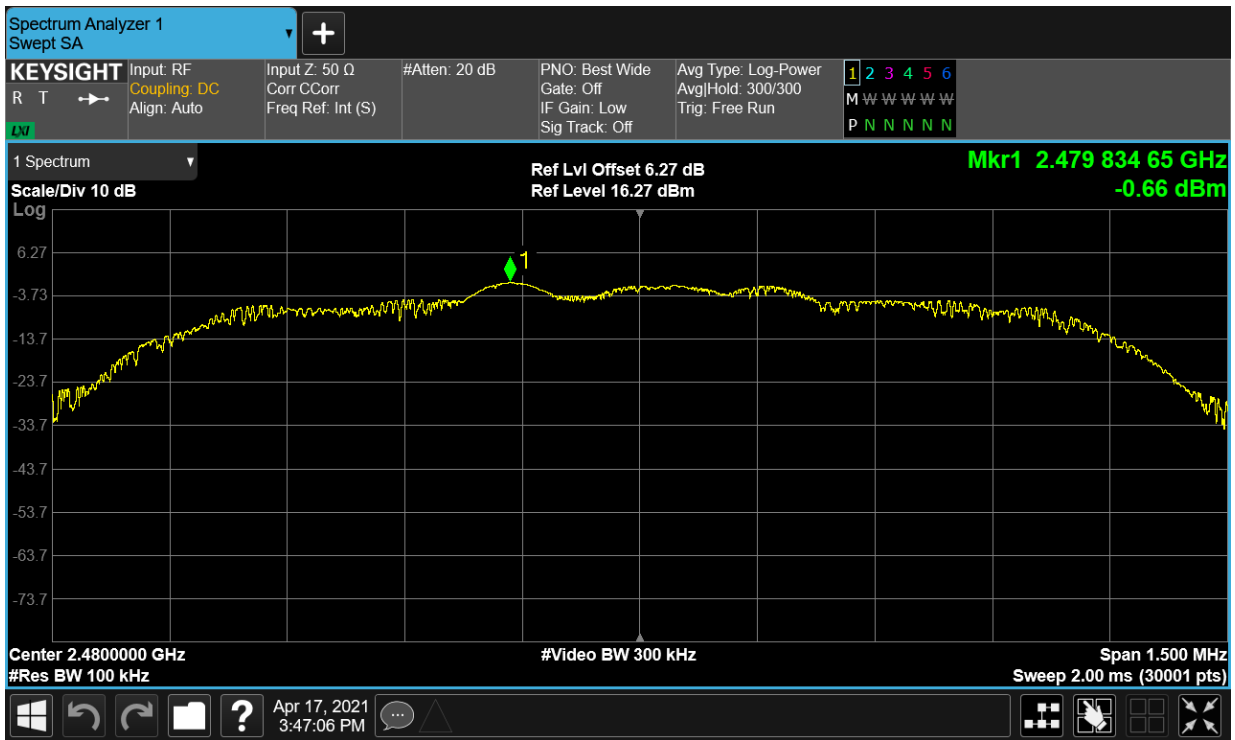 Spectrum Analyzer 1
Swept SA
+
KEYSIGHT
R T
LXI
Input: RF
Coupling: DC
Align: Auto
Input Z: 50 Ω
Corr CCorr
Freq Ref: Int (S)
#Atten: 20 dB
PNO: Best Wide
Gate: Off
IF Gain: Low
Sig Track: Off
Avg Type: Log-Power
Avg|Hold: 300/300
Trig: Free Run
1 2 3 4 5 6
M W W W W W
P N N N N N
1 Spectrum
Scale/Div 10 dB
Log
Ref Lvl Offset 6.27 dB
Ref Level 16.27 dBm
Mkr1 2.479 834 65 GHz
-0.66 dBm
1
6.27
-3.73
-13.7
-23.7
-33.7
-43.7
-53.7
-63.7
-73.7
Center 2.4800000 GHz
#Res BW 100 kHz
#Video BW 300 kHz
Span 1.500 MHz
Sweep 2.00 ms (30001 pts)
?
Apr 17, 2021
3:47:06 PM